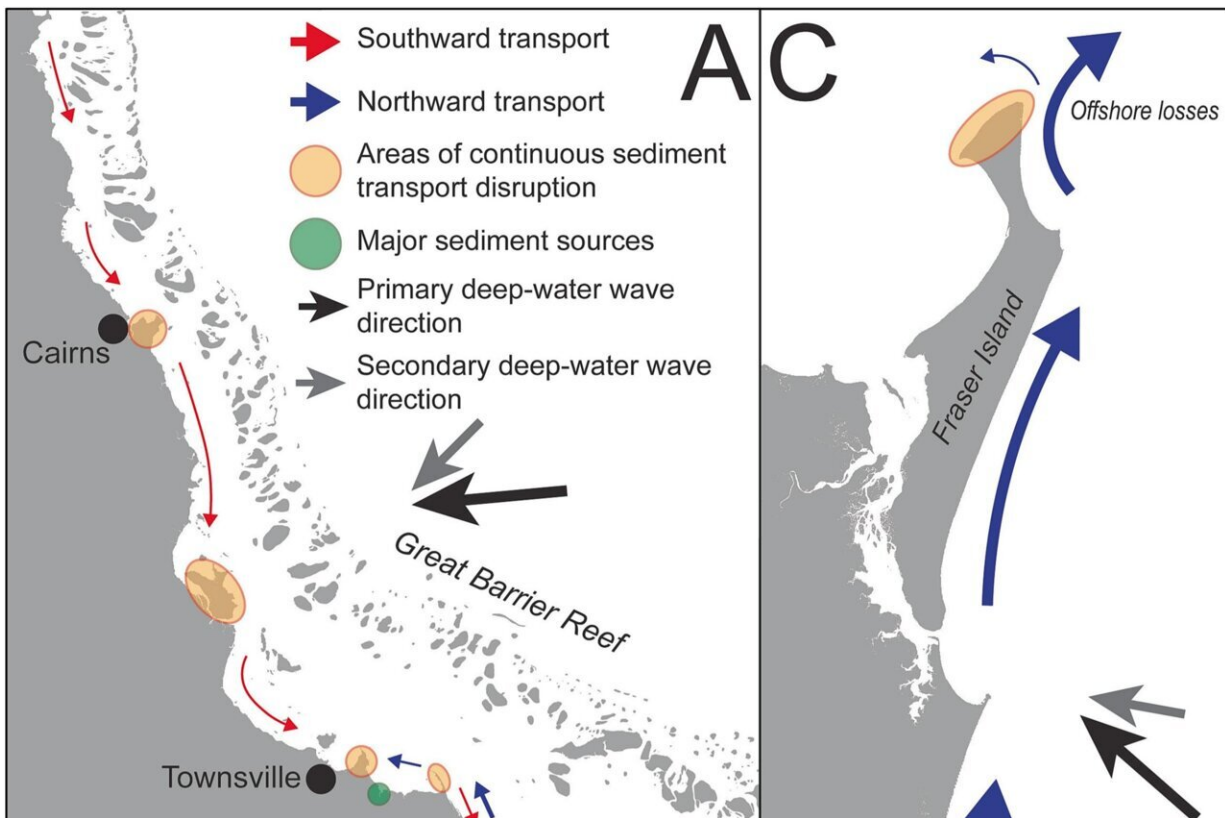 A
Southward transport
Northward transport
Areas of continuous sediment
transport disruption
Major sediment sources
Primary deep-water wave
direction
Secondary deep-water wave
direction
Cairns
Great Barrier Reef
Townsville
C
Offshore losses
Fraser Island